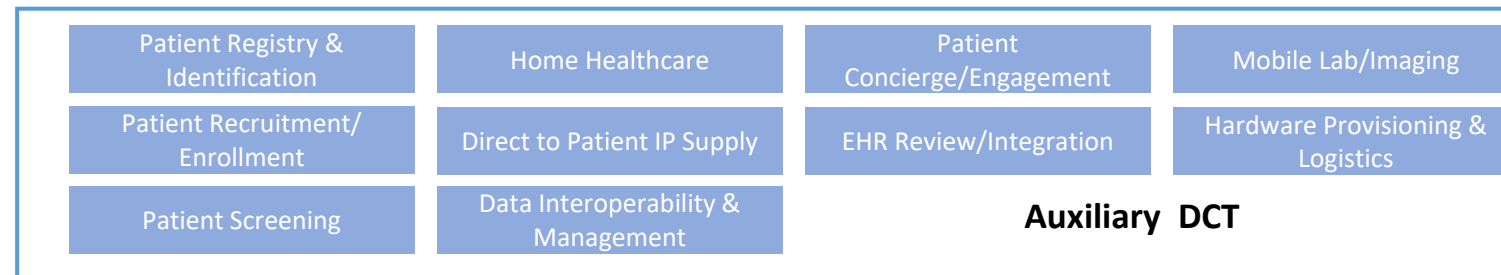 Patient Registry &
Identification
Home Healthcare
Patient
Concierge/Engagement
Mobile Lab/Imaging
Patient Recruitment/
Enrollment
Direct to Patient IP Supply
EHR Review/Integration
Hardware Provisioning &
Logistics
Patient Screening
Data Interoperability &
Management
Auxiliary DCT